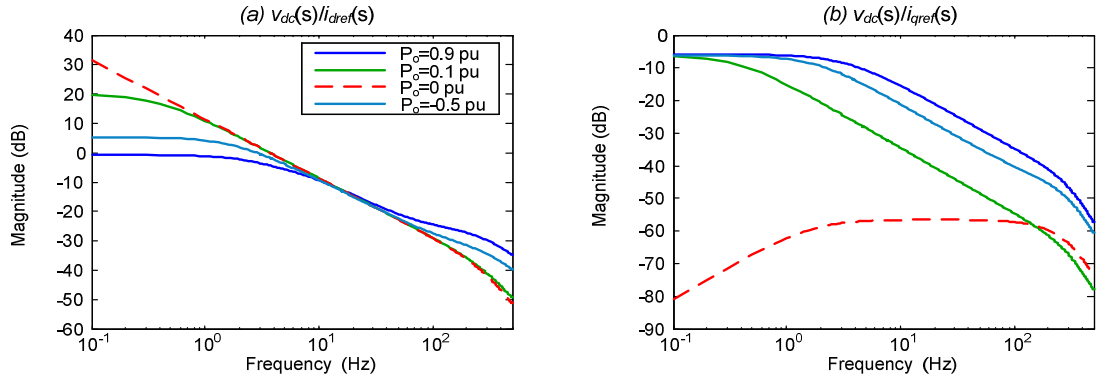 (a) vdc(s)/idref(s)
40
30
20
10
0
-10
-20
-30
-40
-50
-60
Magnitude (dB)
Po=0.9 pu
Po=0.1 pu
Po=0 pu
Po=-0.5 pu
10-1
100
101
102
Frequency (Hz)
(b) vdc(s)/iqref(s)
0
-10
-20
-30
-40
-50
-60
-70
-80
-90
Magnitude (dB)
10-1
100
101
102
Frequency (Hz)